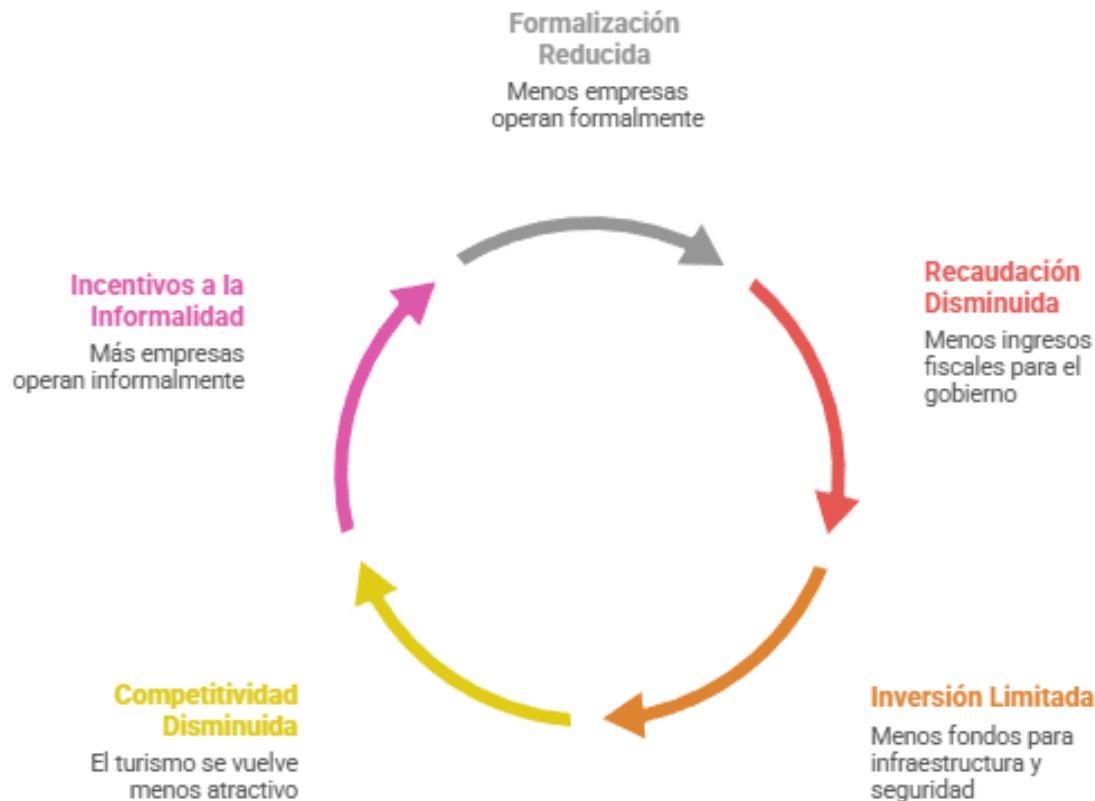 Formalización
Reducida
Menos empresas
operan formalmente
Recaudación
Disminuida
Menos ingresos
fiscales para el
gobierno
Inversión Limitada
Menos fondos para
infraestructura y
seguridad
Competitividad
Disminuida
El turismo se vuelve
menos atractivo
Incentivos a la
Informalidad
Más empresas
operan informalmente